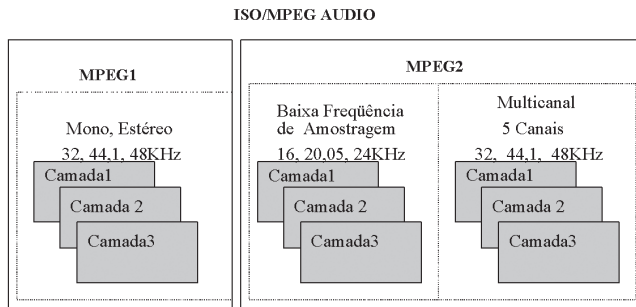 ISO/MPEG AUDIO
MPEG1
Mono, Estéreo
32, 44,1, 48KHz
Camada1
Camada 2
Camada3
MPEG2
Baixa Freqüência
de Amostragem
16, 20,05, 24KHz
Camada1
Camada 2
Camada3
Multicanal
5 Canais
32, 44,1, 48KHz
Camada1
Camada 2
Camada3